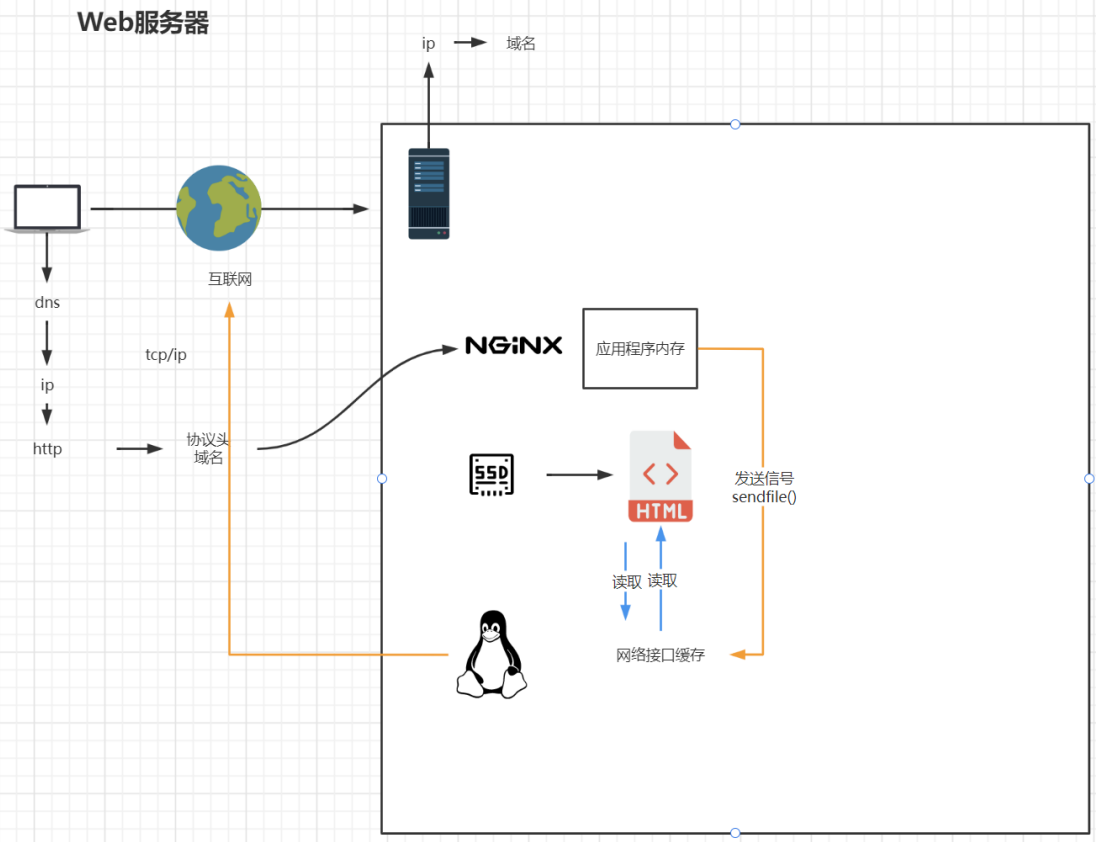 Web服务器
ip
域名
互联网
dns
tcp/ip
ip
http
协议头
域名
NGINX
应用程序内存
SSD
HTML
发送信号
sendfile()
读取
读取
网络接口缓存